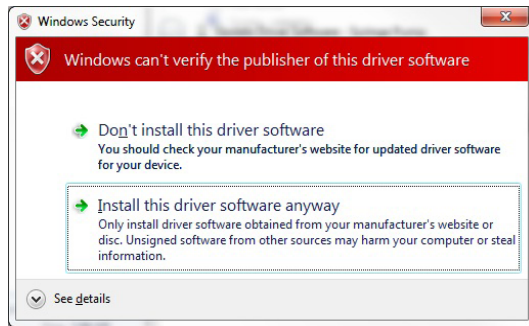 Windows Security
Windows can't verify the publisher of this driver software
Don't install this driver software
You should check your manufacturer's website for updated driver software
for your device.
Install this driver software anyway
Only install driver software obtained from your manufacturer's website or
disc. Unsigned software from other sources may harm your computer or steal
information.
See details